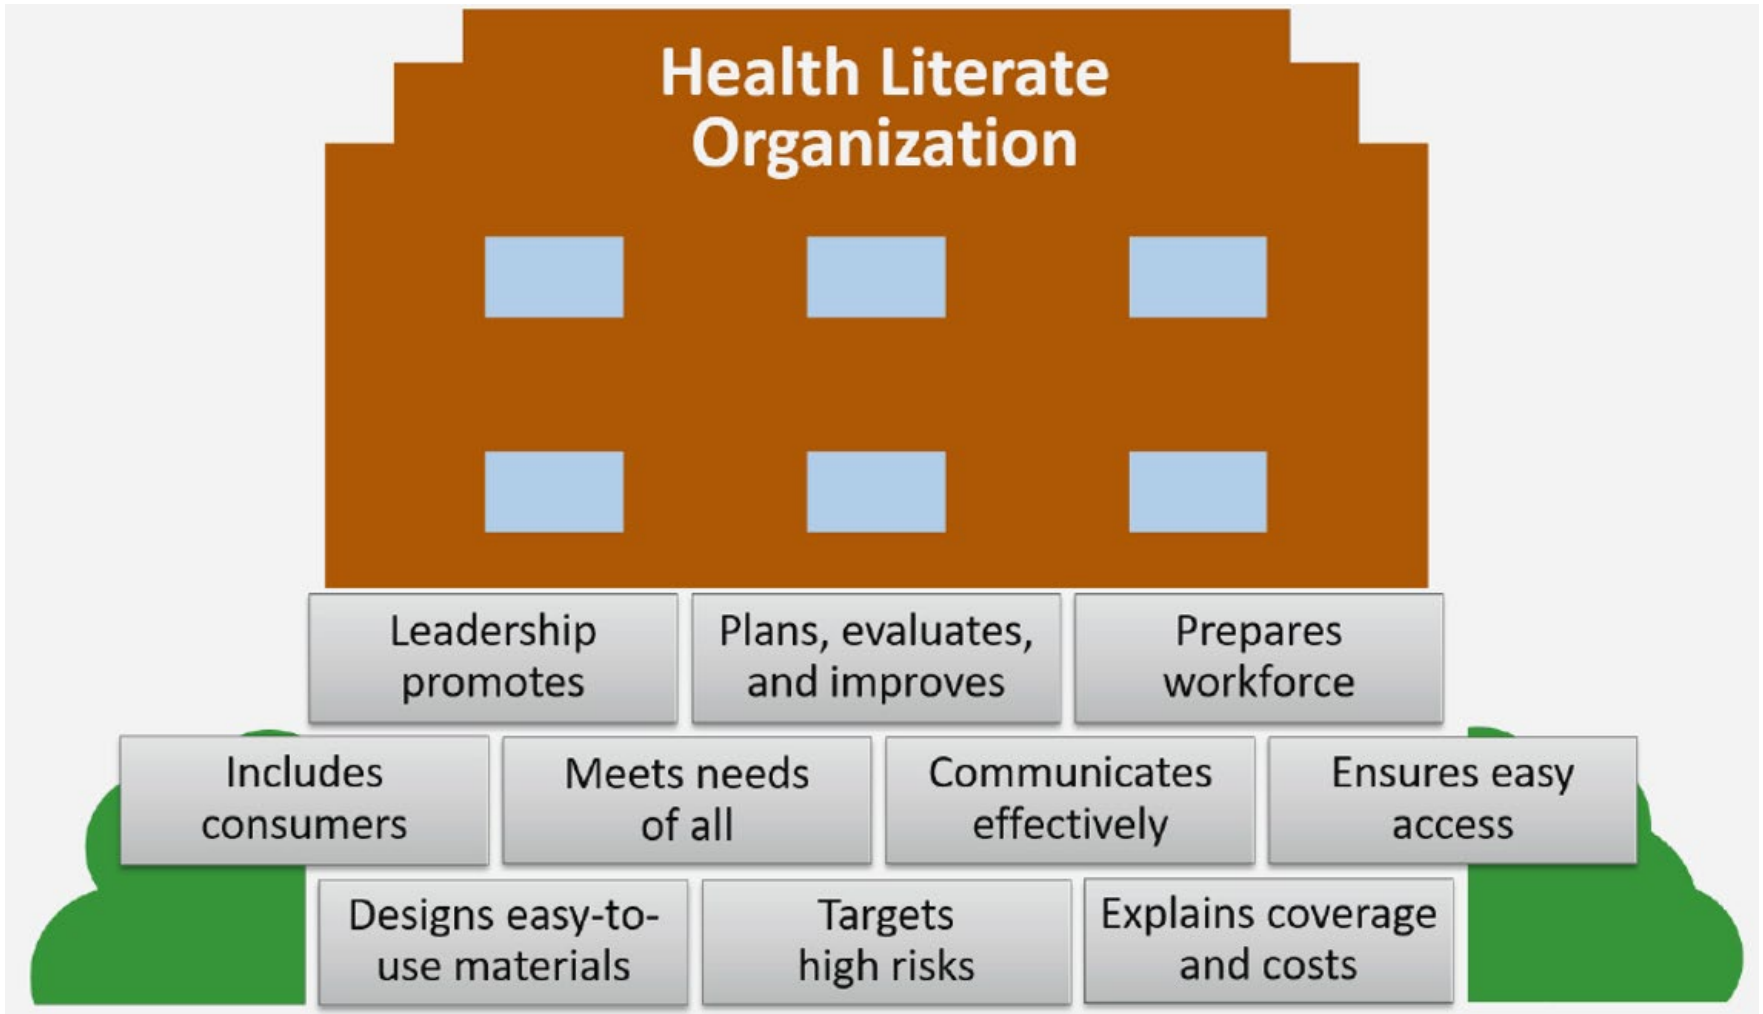 Health Literate
Organization
Leadership
promotes
Plans, evaluates,
and improves
Prepares
workforce
Includes
consumers
Meets needs
of all
Communicates
effectively
Ensures easy
access
Designs easy-to-
use materials
Targets
high risks
Explains coverage
and costs